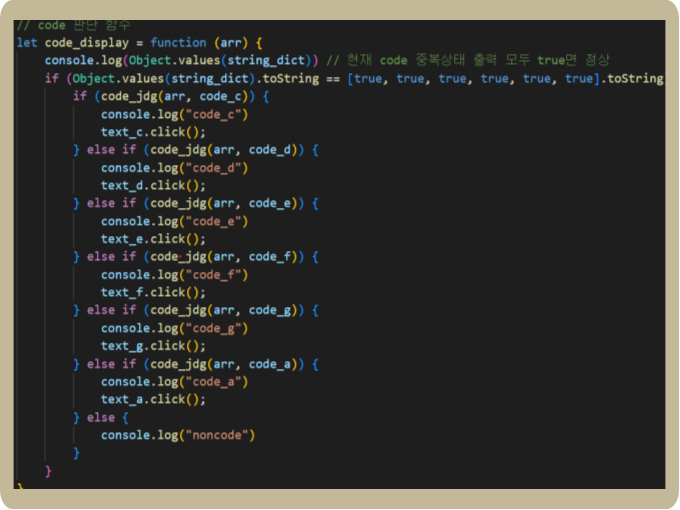 // code 판단 함수
let code_display = function (arr) {
console.log(Object.values(string_dict)) // 현재 code 중복상태 출력 모두 true면 정상
if (Object.values(string_dict).toString == [true, true, true, true, true, true].toString
if (code_jdg(arr, code_c)) {
console.log("code_c")
text_c.click();
} else if (code_jdg(arr, code_d)) {
console.log("code_d")
text_d.click();
} else if (code_jdg(arr, code_e)) {
console.log("code_e")
text_e.click();
} else if (code_jdg(arr, code_f)) {
console.log("code_f")
text_f.click();
} else if (code_jdg(arr, code_g)) {
console.log("code_g")
text_g.click();
} else if (code_jdg(arr, code_a)) {
console.log("code_a")
text_a.click();
} else {
console.log("noncode")
}
}
}